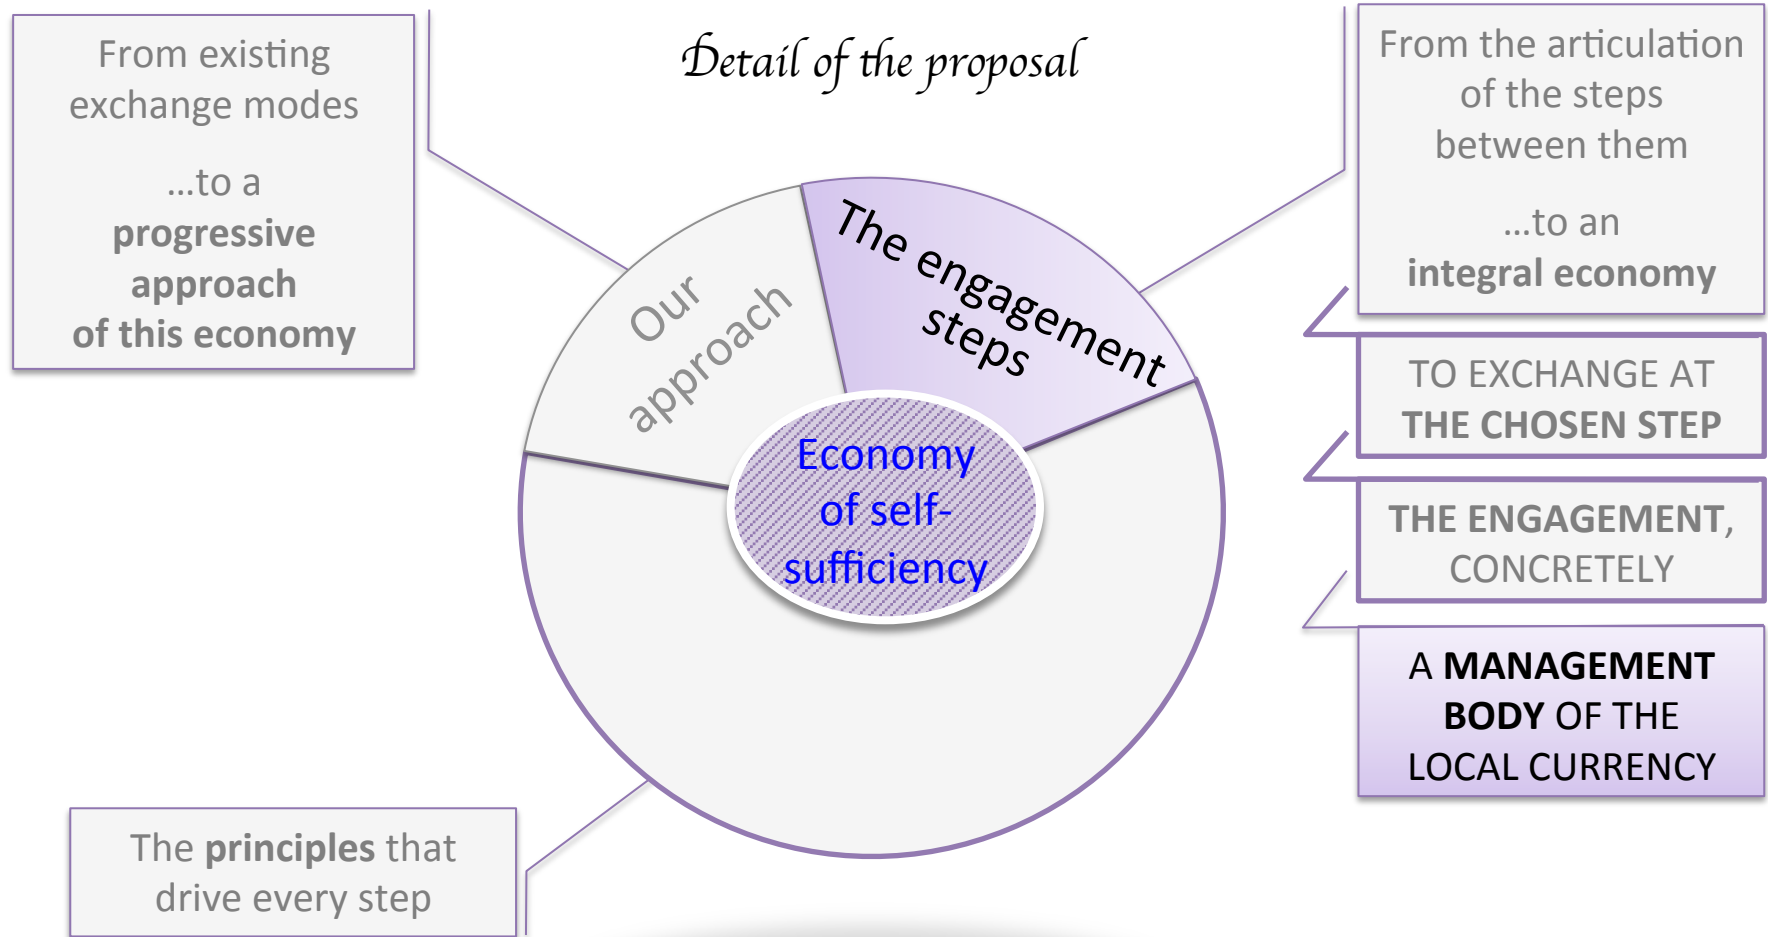 Detail of the proposal
From existing
exchange modes
...to a
progressive
approach
of this economy
Our
approach
The engagement
steps
Economy
of self-
sufficiency
From the articulation
of the steps
between them
...to an
integral economy
TO EXCHANGE AT
THE CHOSEN STEP
THE ENGAGEMENT,
CONCRETELY
A MANAGEMENT
BODY OF THE
LOCAL CURRENCY
The principles that
drive every step